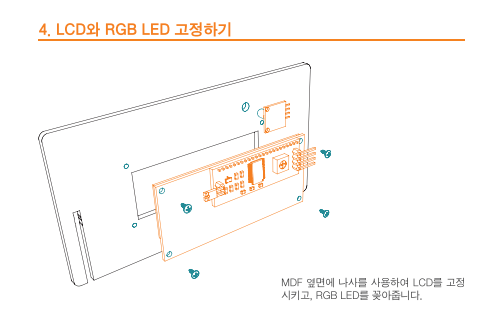 4. LCD와 RGB LED 고정하기
MDF 옆면에 나사를 사용하여 LCD를 고정
시키고, RGB LED를 꽂아줍니다.